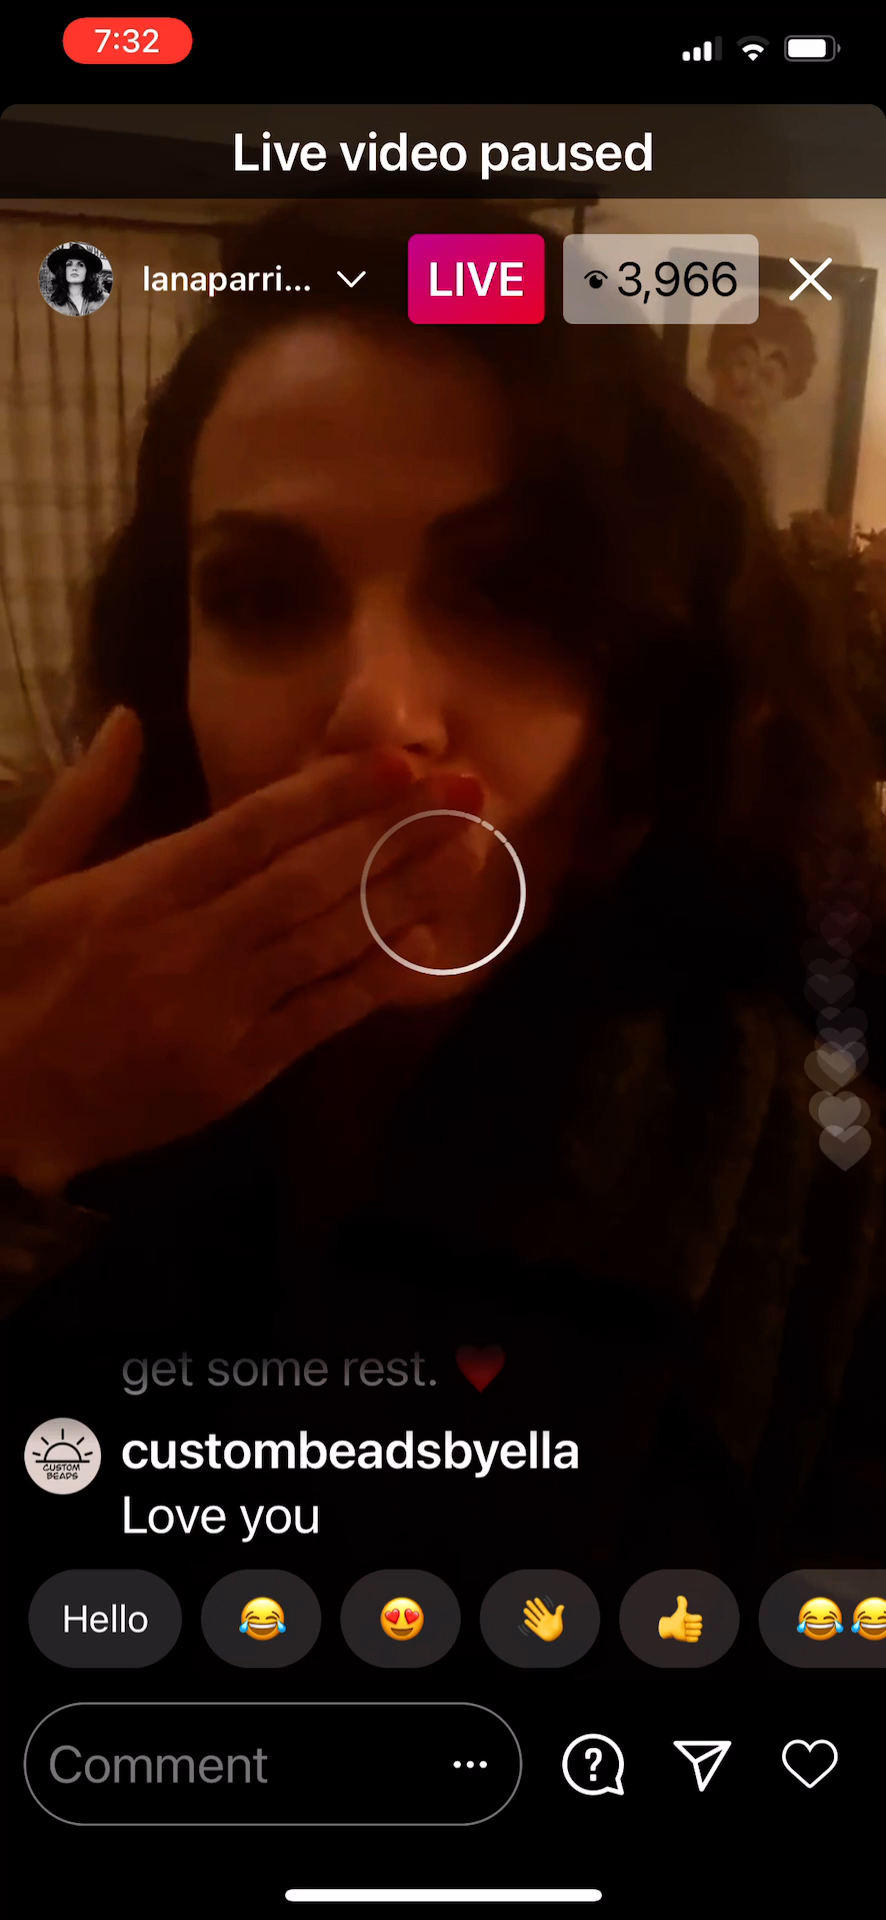 7:32
Live video paused
lanaparri...
LIVE
3,966
get some rest. ❤️
custombeadsbyella
CUSTOM
BEADS
Love you
Hello
😂
😍
👋
👍
😂😂
Comment